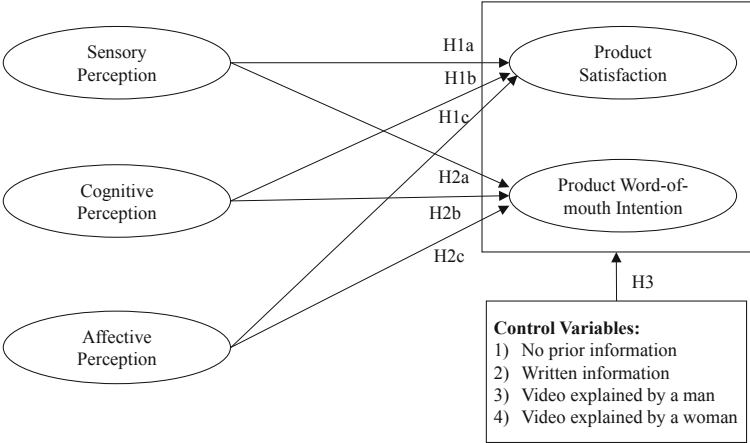 Sensory
Perception
H1a
Product
Satisfaction
H1b
H1c
Cognitive
Perception
H2a
Product Word-of-
mouth Intention
H2b
H2c
H3
Affective
Perception
Control Variables:
1) No prior information
2) Written information
3) Video explained by a man
4) Video explained by a woman